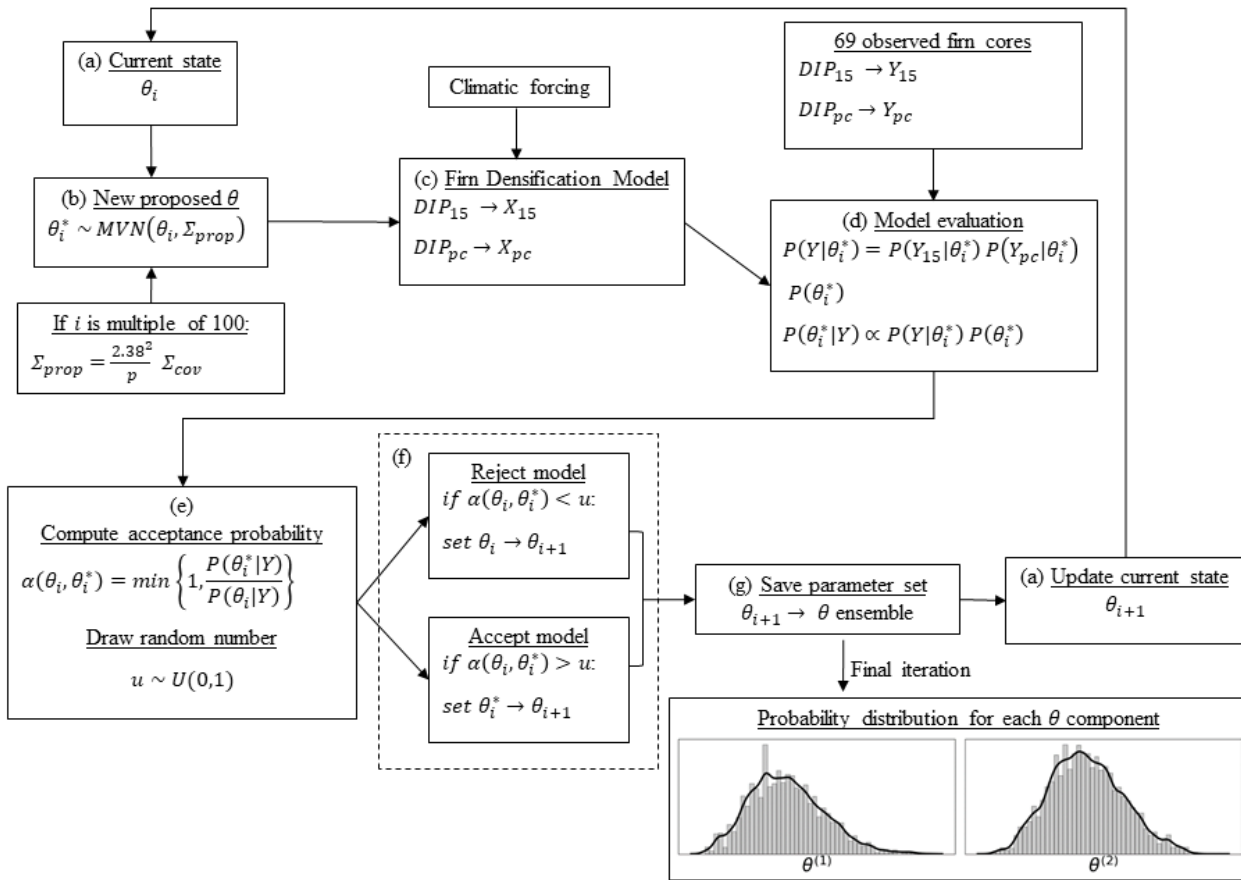 (a) Current state
θ_i
(b) New proposed θ
θ_i^* ~ MVN(θ_i, Σ_prop)
If i is multiple of 100:
Σ_prop = 2.38²/p Σ_cov
Climatic forcing
(c) Firn Densification Model
DIP_15 → X_15
DIP_pc → X_pc
69 observed firn cores
DIP_15 → Y_15
DIP_pc → Y_pc
(d) Model evaluation
P(Y|θ_i^*) = P(Y_15|θ_i^*) P(Y_pc|θ_i^*)
P(θ_i^*)
P(θ_i^*|Y) ∝ P(Y|θ_i^*) P(θ_i^*)
(e)
Compute acceptance probability
α(θ_i, θ_i^*) = min {1, P(θ_i^*|Y)/P(θ_i|Y)}
Draw random number
u ~ U(0,1)
(f)
Reject model
if α(θ_i, θ_i^*) < u:
set θ_i → θ_{i+1}
Accept model
if α(θ_i, θ_i^*) > u:
set θ_i^* → θ_{i+1}
(g) Save parameter set
θ_{i+1} → θ ensemble
(a) Update current state
θ_{i+1}
Final iteration
Probability distribution for each θ component
θ^(1)
θ^(2)